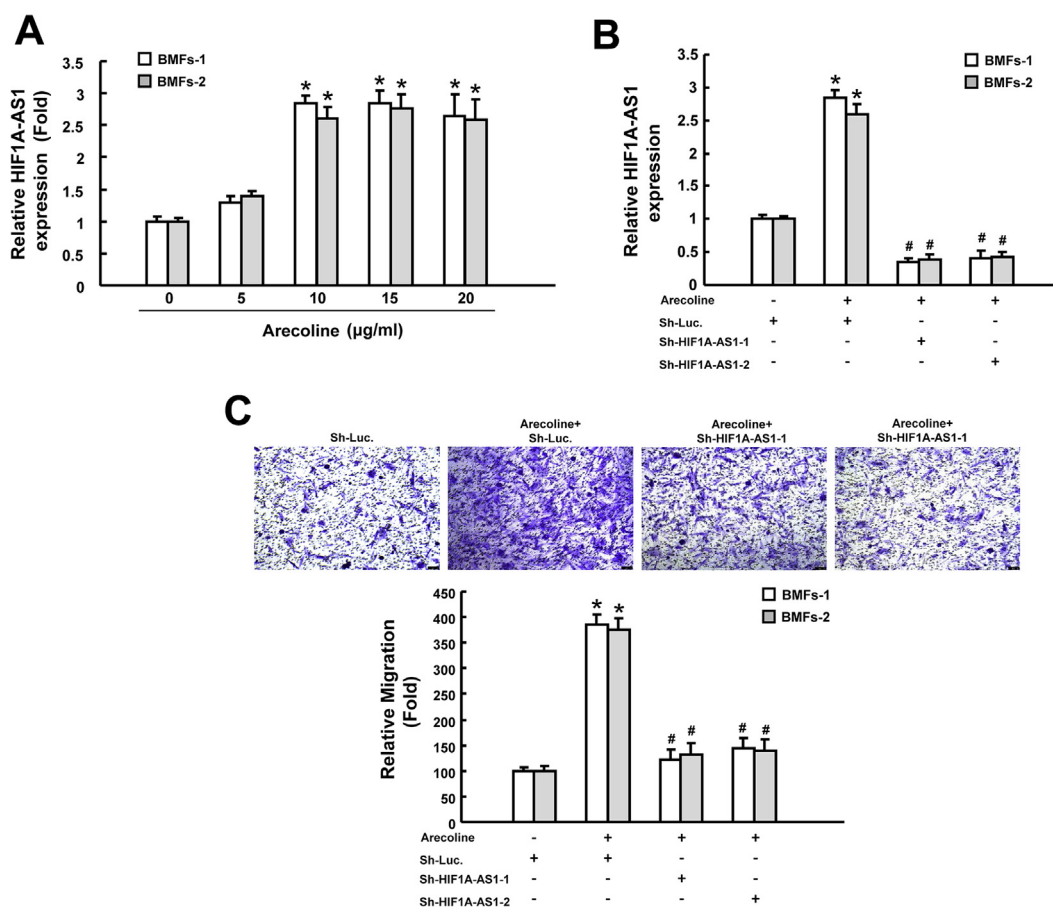 A
BMFs-1
BMFs-2
Relative HIF1A-AS1
expression (Fold)
3.5
3
2.5
2
1.5
1
0.5
0
* * * * * *
0 5 10 15 20
Arecoline (μg/ml)
B
BMFs-1
BMFs-2
Relative HIF1A-AS1
expression
3.5
3
2.5
2
1.5
1
0.5
0
* *
# # # #
Arecoline - + + +
Sh-Luc. + + - -
Sh-HIF1A-AS1-1 - - + -
Sh-HIF1A-AS1-2 - - - +
C
Sh-Luc.
Arecoline+
Sh-Luc.
Arecoline+
Sh-HIF1A-AS1-1
Arecoline+
Sh-HIF1A-AS1-1
BMFs-1
BMFs-2
Relative Migration
(Fold)
450
400
350
300
250
200
150
100
50
0
* *
# # # #
Arecoline - + + +
Sh-Luc. + + - -
Sh-HIF1A-AS1-1 - - + -
Sh-HIF1A-AS1-2 - - - +